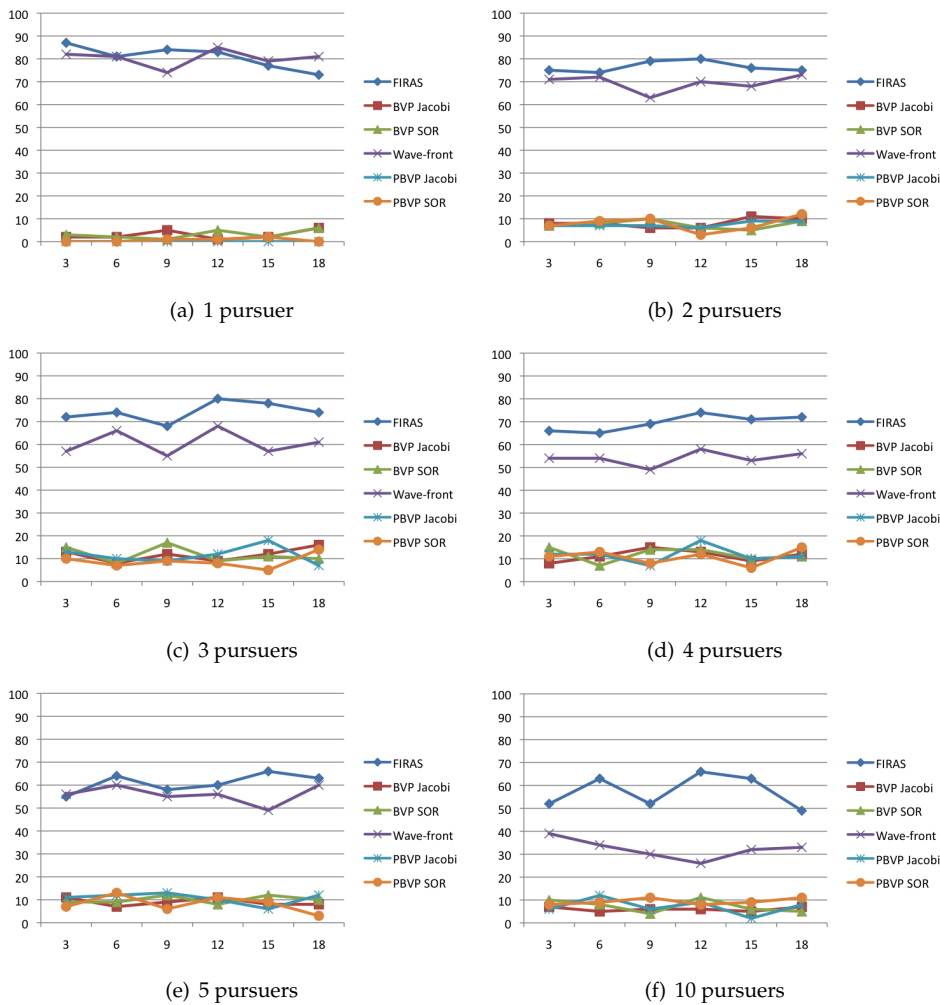 100
90
80
70
60
50
40
30
20
10
0
3 6 9 12 15 18
FIRAS
BVP Jacobi
BVP SOR
Wave-front
PBVP Jacobi
PBVP SOR
(a) 1 pursuer
100
90
80
70
60
50
40
30
20
10
0
3 6 9 12 15 18
FIRAS
BVP Jacobi
BVP SOR
Wave-front
PBVP Jacobi
PBVP SOR
(b) 2 pursuers
100
90
80
70
60
50
40
30
20
10
0
3 6 9 12 15 18
FIRAS
BVP Jacobi
BVP SOR
Wave-front
PBVP Jacobi
PBVP SOR
(c) 3 pursuers
100
90
80
70
60
50
40
30
20
10
0
3 6 9 12 15 18
FIRAS
BVP Jacobi
BVP SOR
Wave-front
PBVP Jacobi
PBVP SOR
(d) 4 pursuers
100
90
80
70
60
50
40
30
20
10
0
3 6 9 12 15 18
FIRAS
BVP Jacobi
BVP SOR
Wave-front
PBVP Jacobi
PBVP SOR
(e) 5 pursuers
100
90
80
70
60
50
40
30
20
10
0
3 6 9 12 15 18
FIRAS
BVP Jacobi
BVP SOR
Wave-front
PBVP Jacobi
PBVP SOR
(f) 10 pursuers